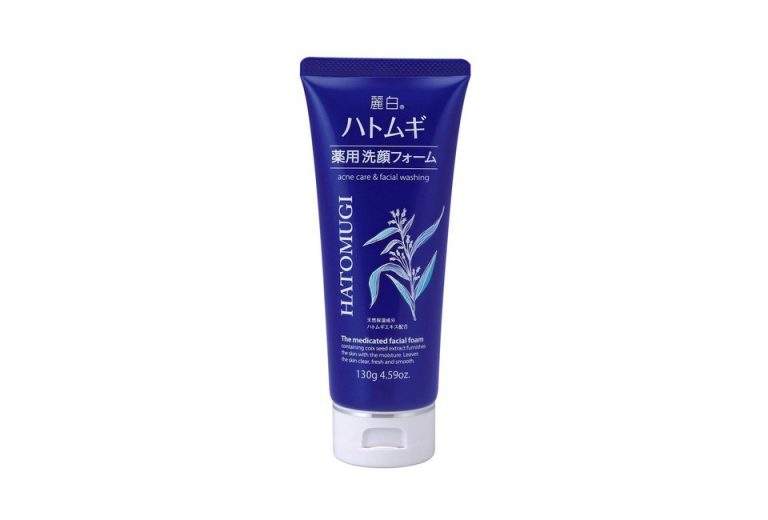 麗白®
ハトムギ
薬用洗顔フォーム
acne care & facial washing
HATOMUGI
天然保湿成分
ハトムギエキス配合
The medicated facial foam
containing coix seed extract furnishes
the skin with the moisture. Leaves
the skin clear, fresh and smooth.
130g 4.59oz.